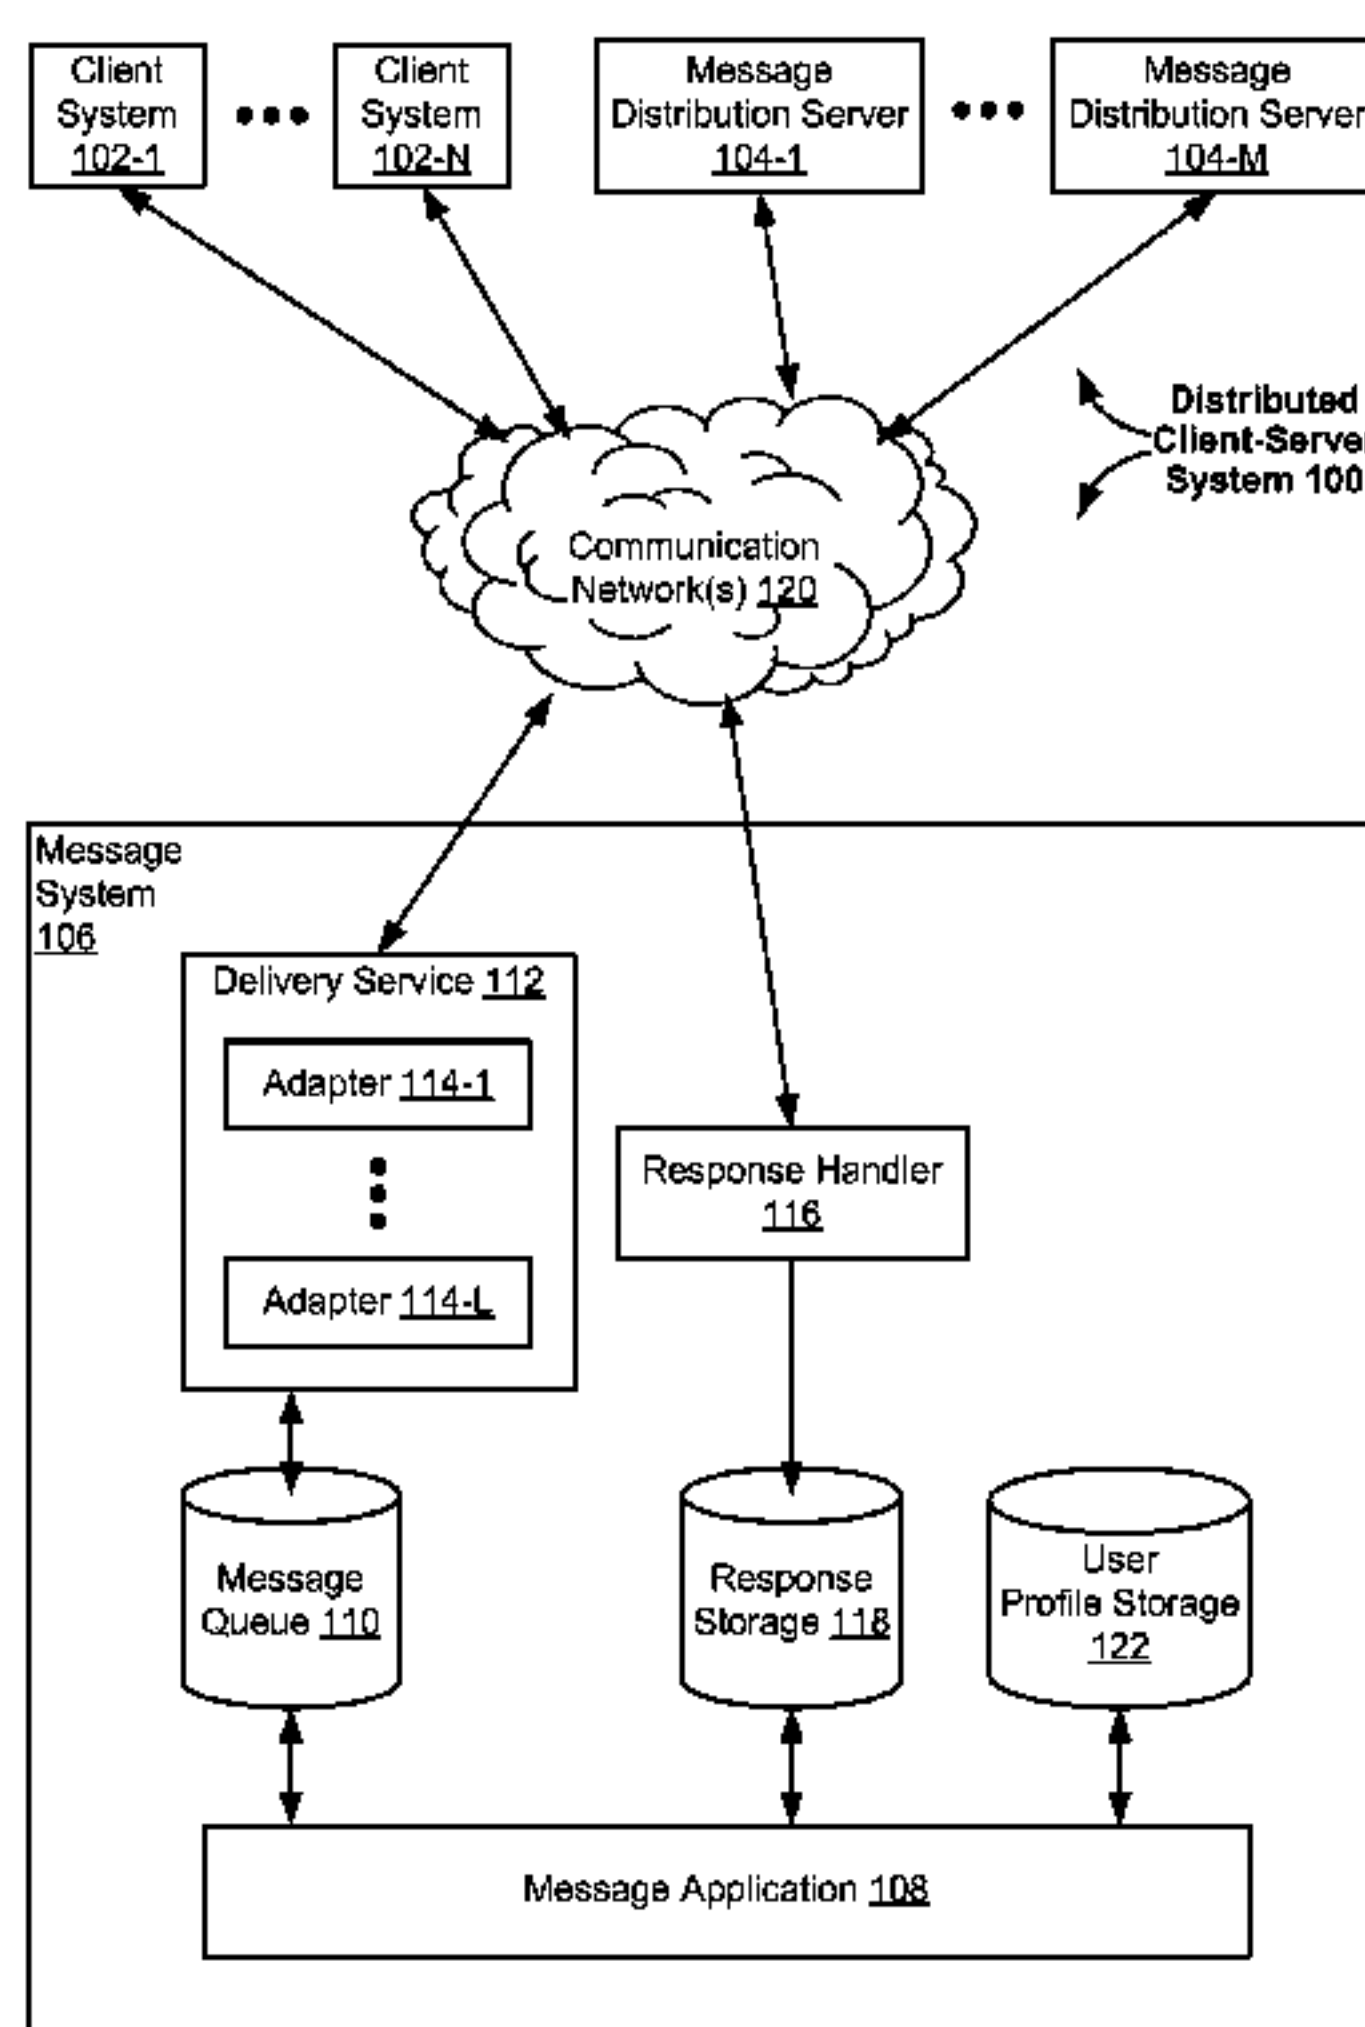 Client
System
102-1
Client
System
102-N
Message
Distribution Server
104-1
Message
Distribution Server
104-M
Distributed
Client-Server
System 100
Communication
Network(s) 120
Message
System
106
Delivery Service 112
Adapter 114-1
Adapter 114-L
Response Handler
116
Message
Queue 110
Response
Storage 118
User
Profile Storage
122
Message Application 108